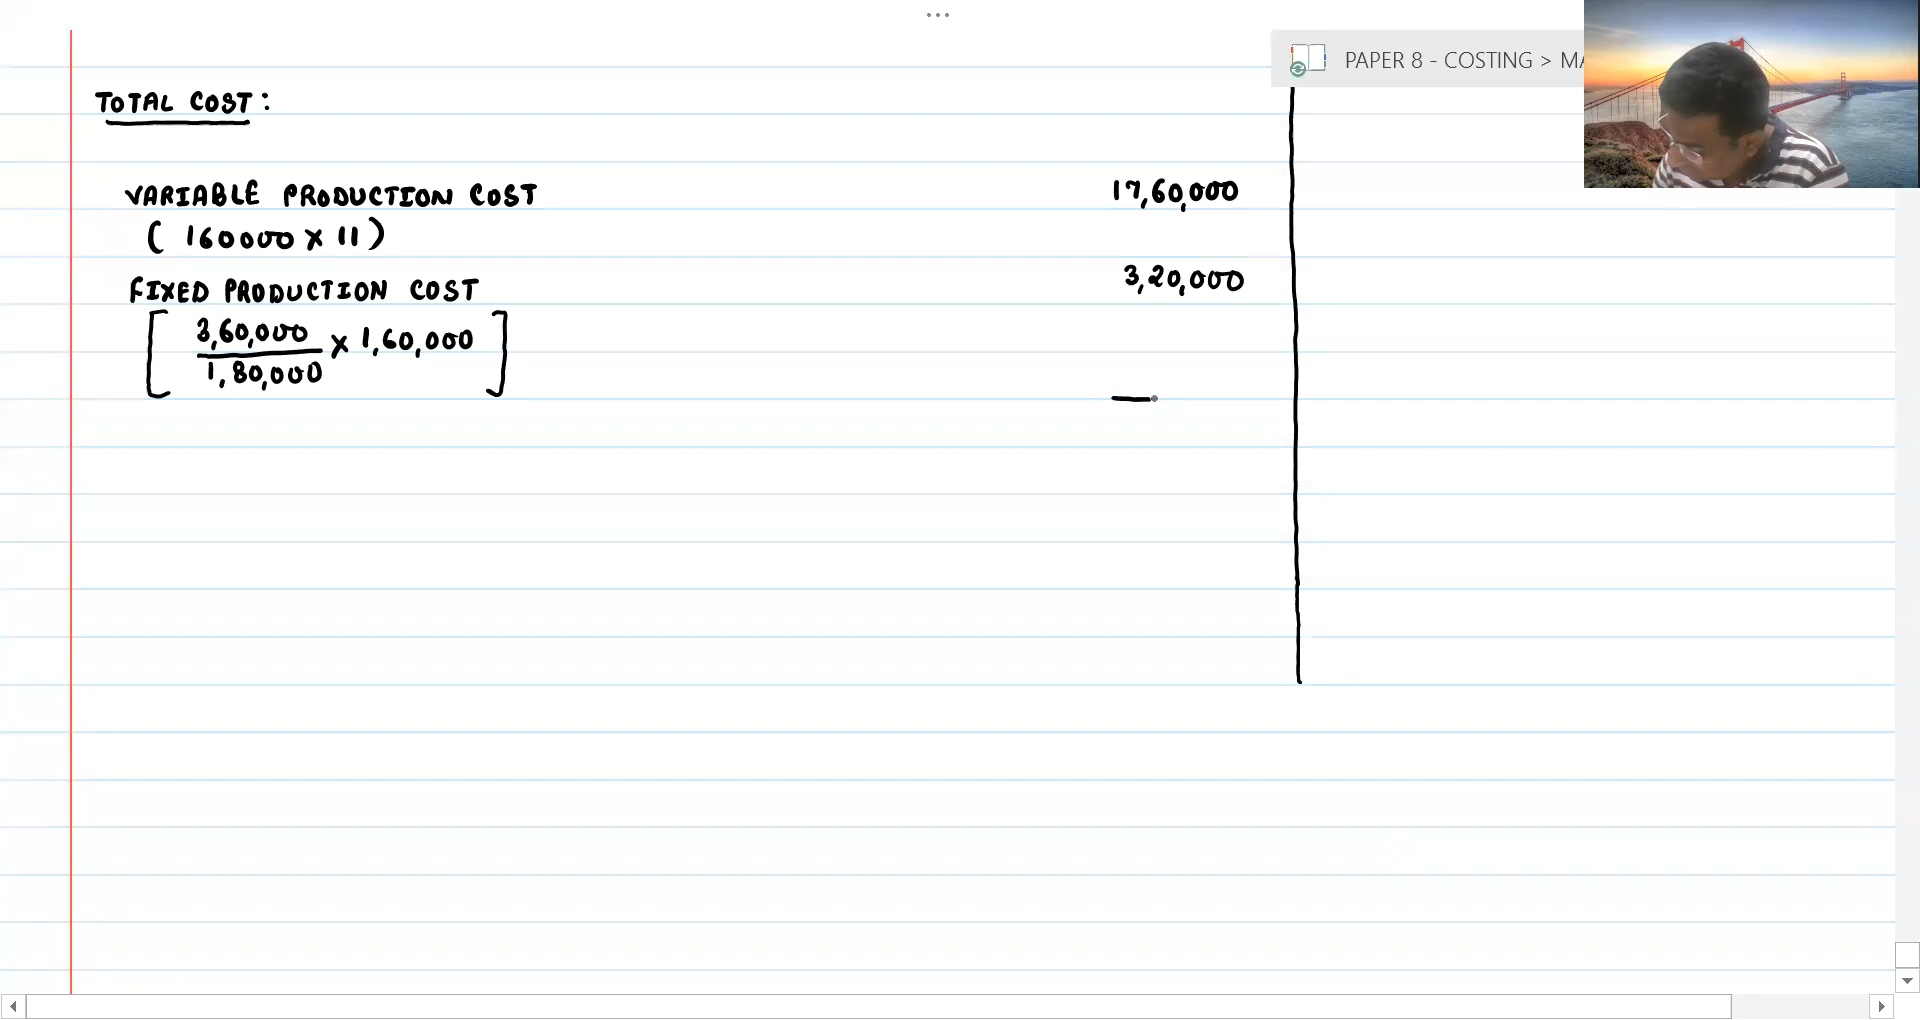 PAPER 8 - COSTING > MA
TOTAL COST:
VARIABLE PRODUCTION COST 17,60,000
( 160000 x 11 )
FIXED PRODUCTION COST 3,20,000
[ 3,60,000 / 1,80,000 x 1,60,000 ]